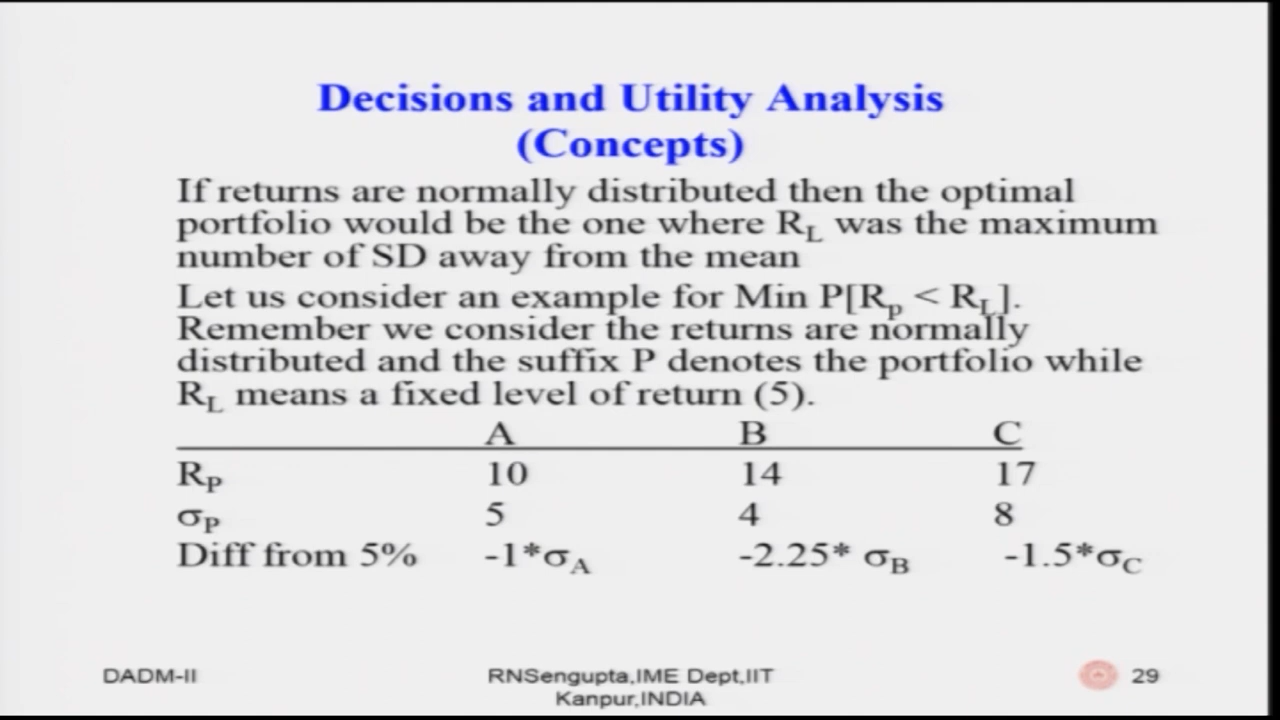 Decisions and Utility Analysis
(Concepts)
If returns are normally distributed then the optimal
portfolio would be the one where R_L was the maximum
number of SD away from the mean
Let us consider an example for Min P[R_p < R_L].
Remember we consider the returns are normally
distributed and the suffix P denotes the portfolio while
R_L means a fixed level of return (5).
A B C
R_P 10 14 17
σ_P 5 4 8
Diff from 5% -1*σ_A -2.25* σ_B -1.5*σ_C
DADM-II RNSengupta,IME Dept,IIT 29
Kanpur,INDIA